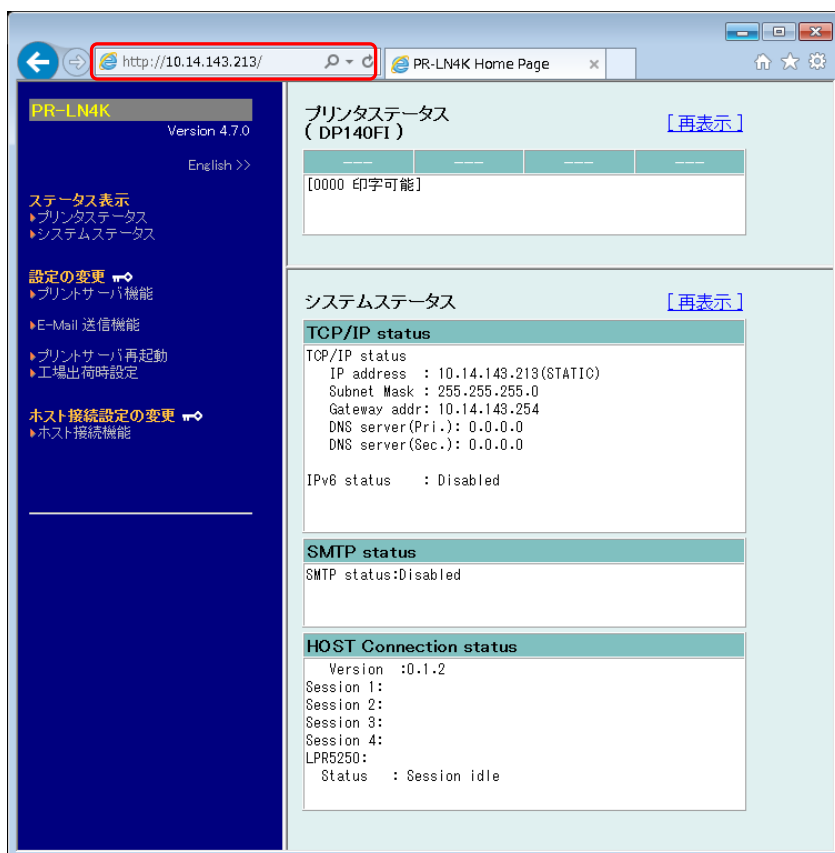 http://10.14.143.213/
PR-LN4K Home Page
PR-LN4K
Version 4.7.0
English >>
ステータス表示
プリンタステータス
システムステータス
設定の変更
プリントサーバ機能
E-Mail 送信機能
プリントサーバ再起動
工場出荷時設定
ホスト接続設定の変更
ホスト接続機能
プリンタステータス
( DP140FI )
[ 再表示 ]
--- --- --- ---
[0000 印字可能]
システムステータス
[ 再表示 ]
TCP/IP status
TCP/IP status
IP address : 10.14.143.213(STATIC)
Subnet Mask : 255.255.255.0
Gateway addr: 10.14.143.254
DNS server(Pri.): 0.0.0.0
DNS server(Sec.): 0.0.0.0
IPv6 status : Disabled
SMTP status
SMTP status:Disabled
HOST Connection status
Version :0.1.2
Session 1:
Session 2:
Session 3:
Session 4:
LPR5250:
Status : Session idle